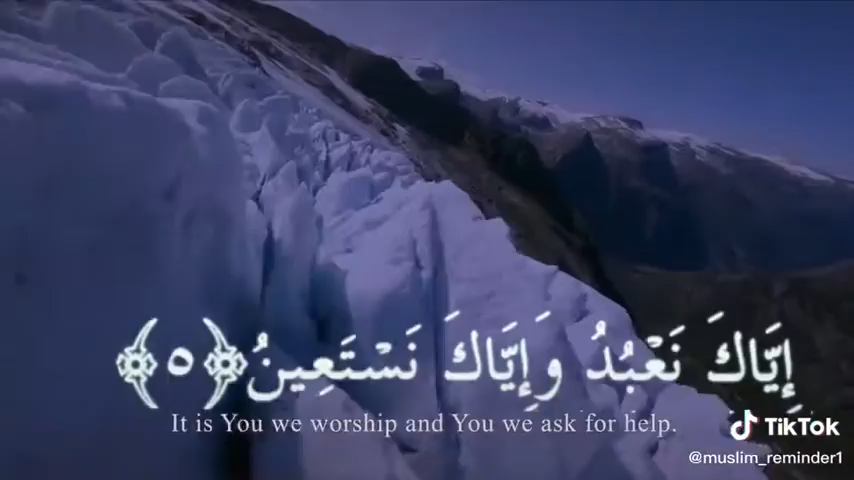 إِيَّاكَ نَعْبُدُ وَإِيَّاكَ نَسْتَعِينُ ﴿٥﴾
It is You we worship and You we ask for help.
TikTok
@muslim_reminder1